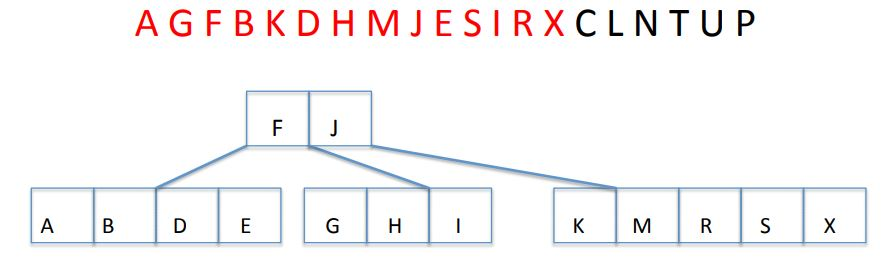 A G F B K D H M J E S I R X C L N T U P
F J
A B D E G H I K M R S X